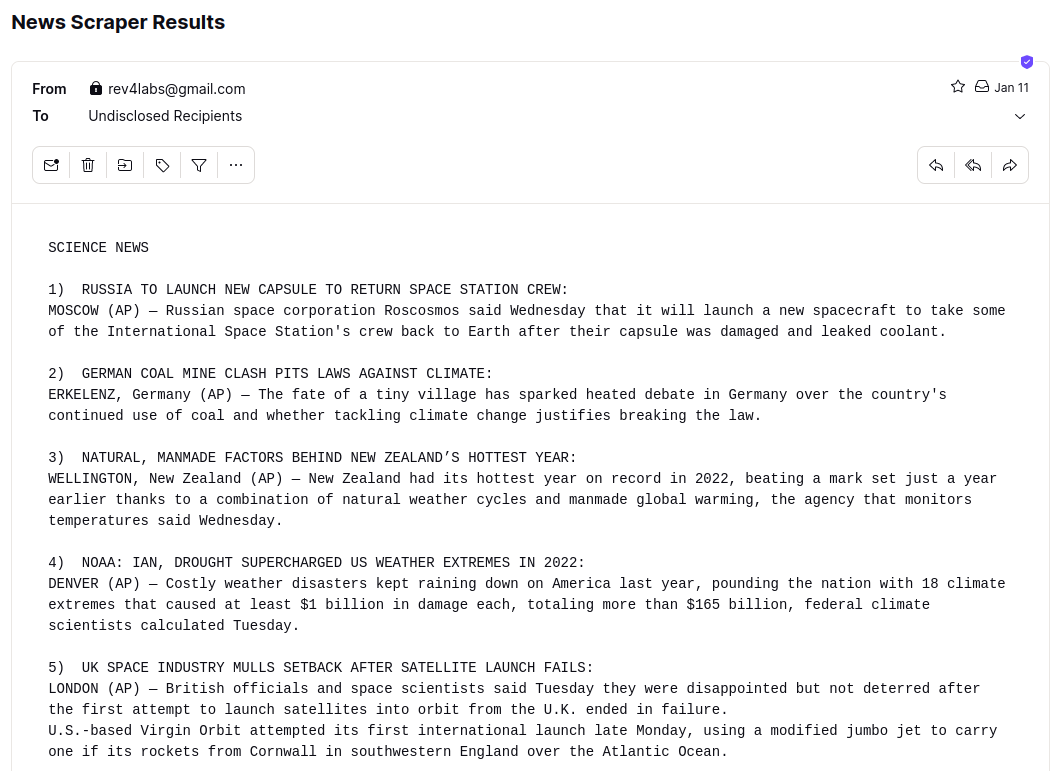 News Scraper Results
From rev4labs@gmail.com
Jan 11
To Undisclosed Recipients
SCIENCE NEWS
1)  RUSSIA TO LAUNCH NEW CAPSULE TO RETURN SPACE STATION CREW:
MOSCOW (AP) — Russian space corporation Roscosmos said Wednesday that it will launch a new spacecraft to take some
of the International Space Station's crew back to Earth after their capsule was damaged and leaked coolant.
2)  GERMAN COAL MINE CLASH PITS LAWS AGAINST CLIMATE:
ERKELENZ, Germany (AP) — The fate of a tiny village has sparked heated debate in Germany over the country's
continued use of coal and whether tackling climate change justifies breaking the law.
3)  NATURAL, MANMADE FACTORS BEHIND NEW ZEALAND’S HOTTEST YEAR:
WELLINGTON, New Zealand (AP) — New Zealand had its hottest year on record in 2022, beating a mark set just a year
earlier thanks to a combination of natural weather cycles and manmade global warming, the agency that monitors
temperatures said Wednesday.
4)  NOAA: IAN, DROUGHT SUPERCHARGED US WEATHER EXTREMES IN 2022:
DENVER (AP) — Costly weather disasters kept raining down on America last year, pounding the nation with 18 climate
extremes that caused at least $1 billion in damage each, totaling more than $165 billion, federal climate
scientists calculated Tuesday.
5)  UK SPACE INDUSTRY MULLS SETBACK AFTER SATELLITE LAUNCH FAILS:
LONDON (AP) — British officials and space scientists said Tuesday they were disappointed but not deterred after
the first attempt to launch satellites into orbit from the U.K. ended in failure.
U.S.-based Virgin Orbit attempted its first international launch late Monday, using a modified jumbo jet to carry
one if its rockets from Cornwall in southwestern England over the Atlantic Ocean.